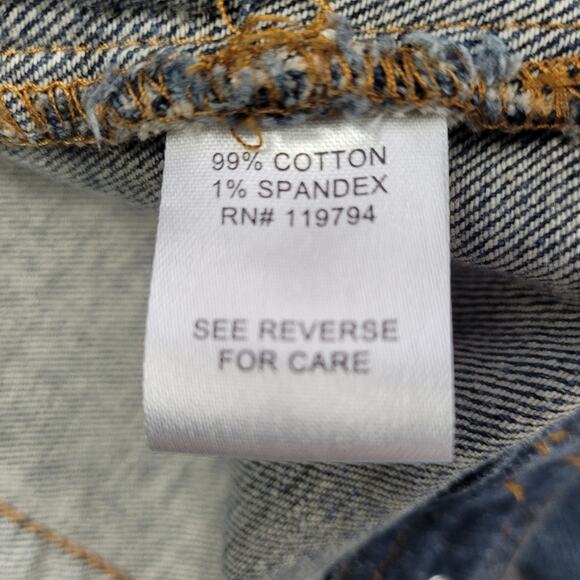 99% COTTON
1% SPANDEX
RN# 119794
SEE REVERSE
FOR CARE